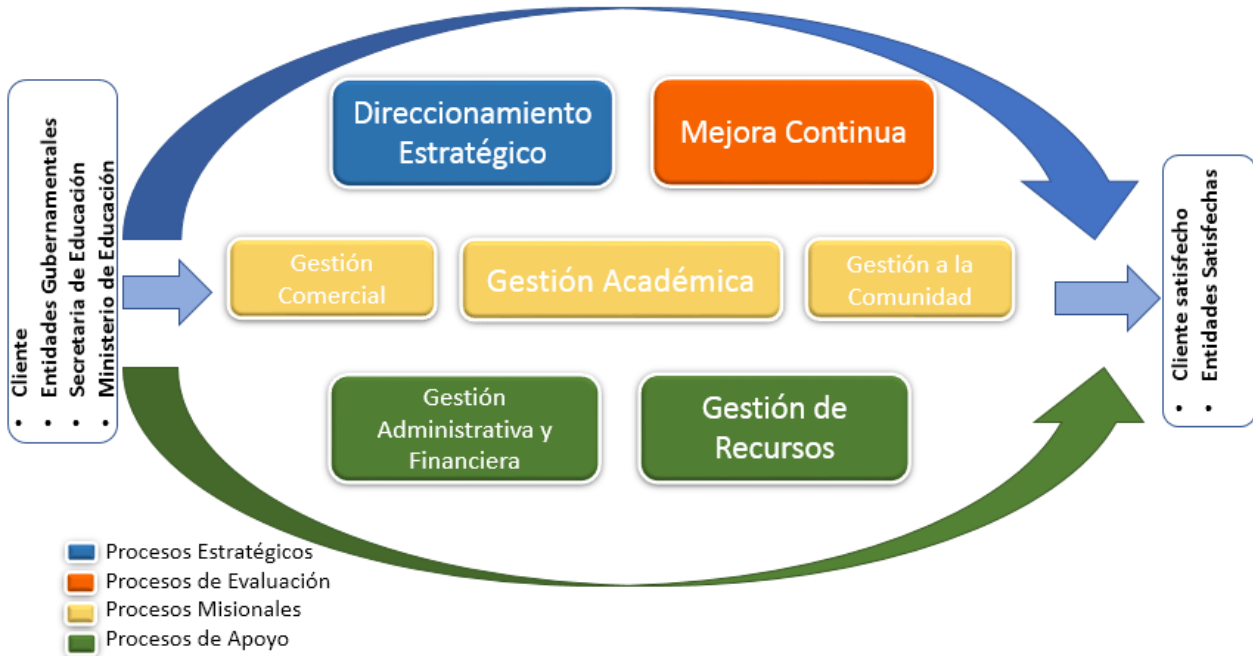 • Cliente
• Entidades Gubernamentales
• Secretaria de Educación
• Ministerio de Educación
Direccionamiento
Estratégico
Mejora Continua
Gestión
Comercial
Gestión Académica
Gestión a la
Comunidad
Gestión
Administrativa y
Financiera
Gestión de
Recursos
• Cliente satisfecho
• Entidades Satisfechas
Procesos Estratégicos
Procesos de Evaluación
Procesos Misionales
Procesos de Apoyo